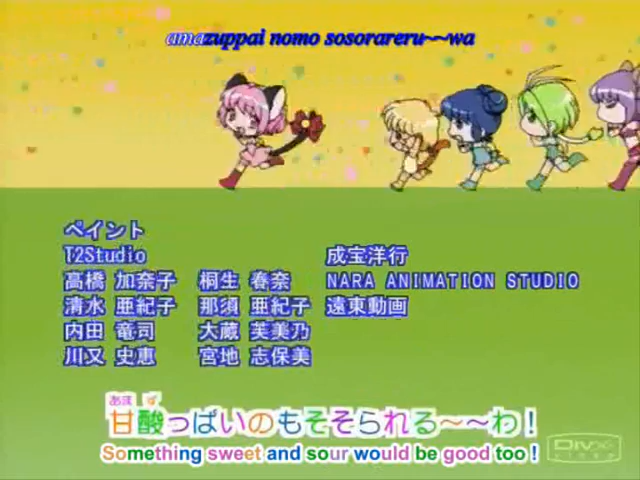 amazuppai nomo sosorareru~~wa
ペイント
T2Studio 成宝洋行
高橋 加奈子 桐生 春奈 NARA ANIMATION STUDIO
清水 亜紀子 那須 亜紀子 遠東動画
内田 竜司 大蔵 芙美乃
川又 史恵 宮地 志保美
あま ず
甘酸っぱいのもそそられる~~わ!
Something sweet and sour would be good too !
DivX
VIDEO